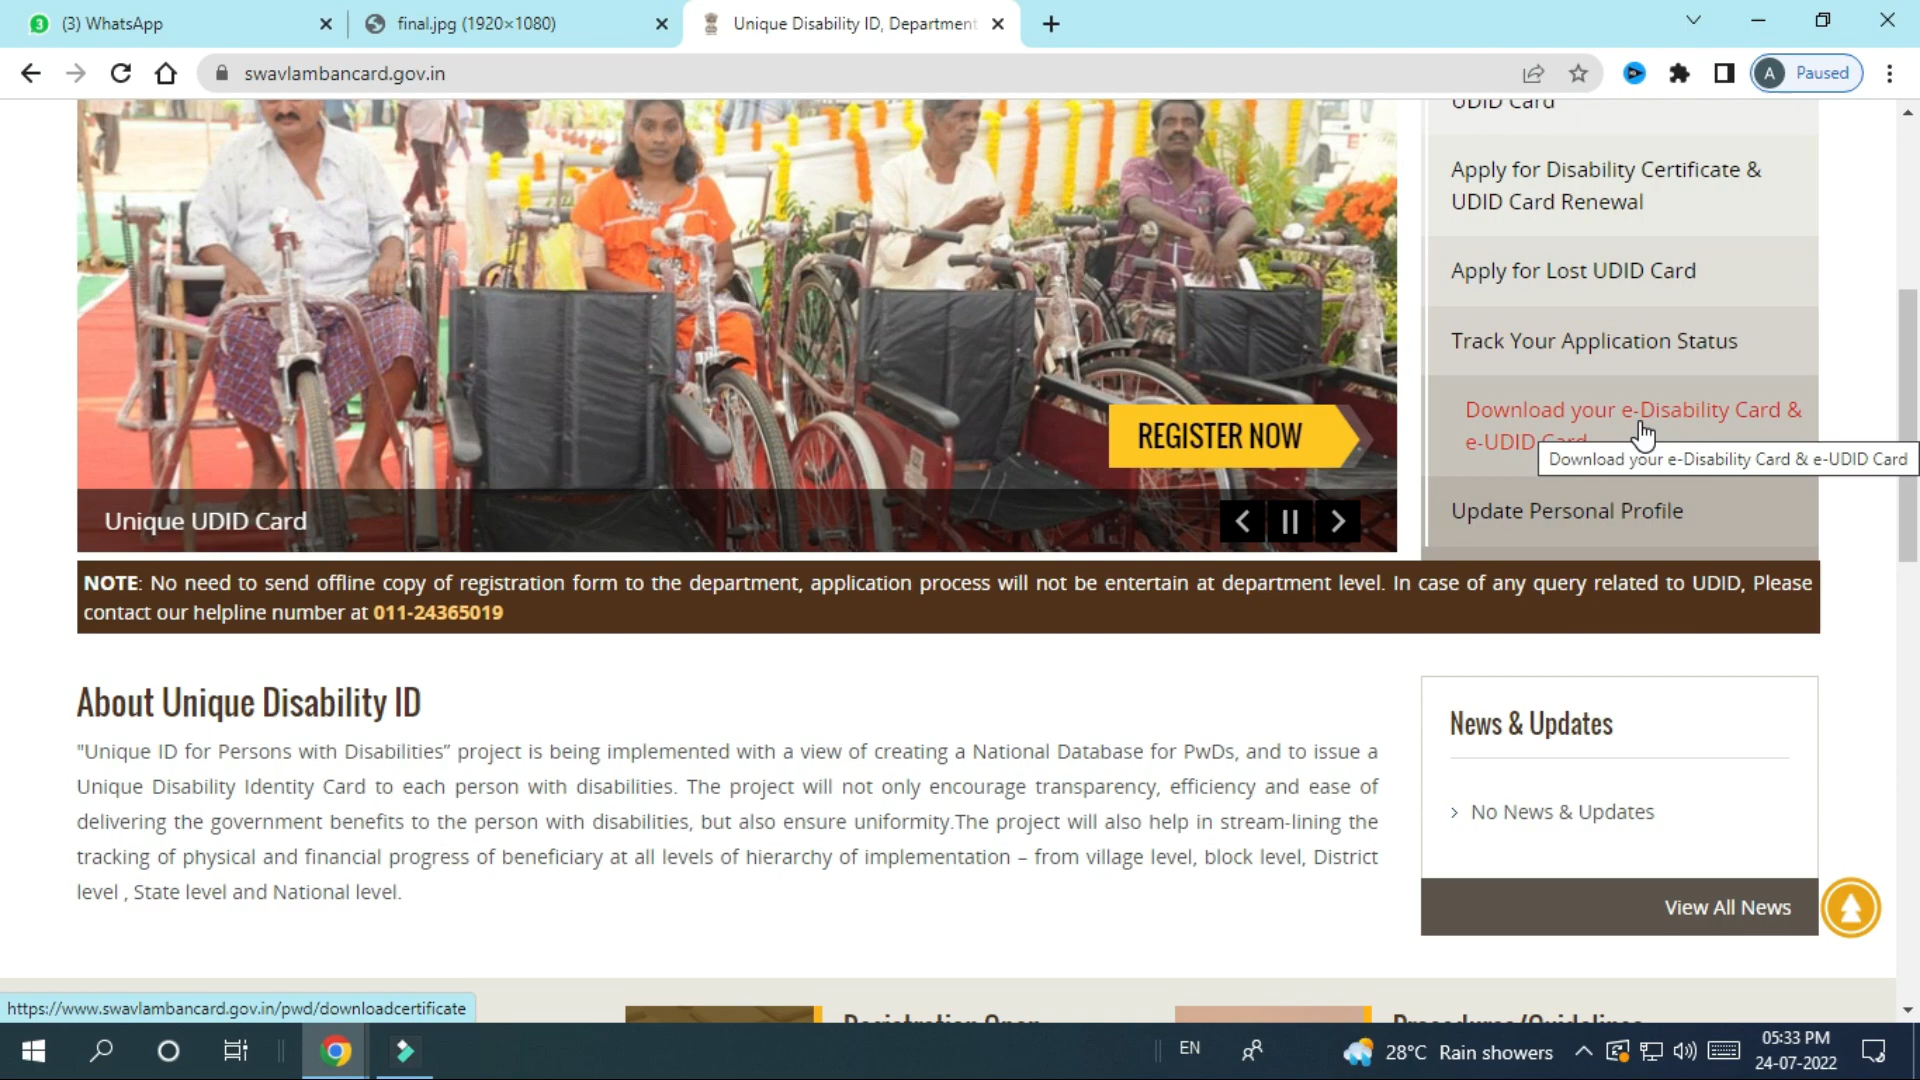 (3) WhatsApp
final.jpg (1920×1080)
Unique Disability ID, Department
swavlambancard.gov.in
A Paused
UDID Card
Apply for Disability Certificate &
UDID Card Renewal
Apply for Lost UDID Card
Track Your Application Status
Download your e-Disability Card &
e-UDID Card
Download your e-Disability Card & e-UDID Card
Update Personal Profile
REGISTER NOW
Unique UDID Card
NOTE: No need to send offline copy of registration form to the department, application process will not be entertain at department level. In case of any query related to UDID, Please
contact our helpline number at 011-24365019
About Unique Disability ID
"Unique ID for Persons with Disabilities” project is being implemented with a view of creating a National Database for PwDs, and to issue a
Unique Disability Identity Card to each person with disabilities. The project will not only encourage transparency, efficiency and ease of
delivering the government benefits to the person with disabilities, but also ensure uniformity.The project will also help in stream-lining the
tracking of physical and financial progress of beneficiary at all levels of hierarchy of implementation – from village level, block level, District
level , State level and National level.
News & Updates
No News & Updates
View All News
Registration Open
Procedures/Guidelines
https://www.swavlambancard.gov.in/pwd/downloadcertificate
EN
28°C Rain showers
05:33 PM
24-07-2022